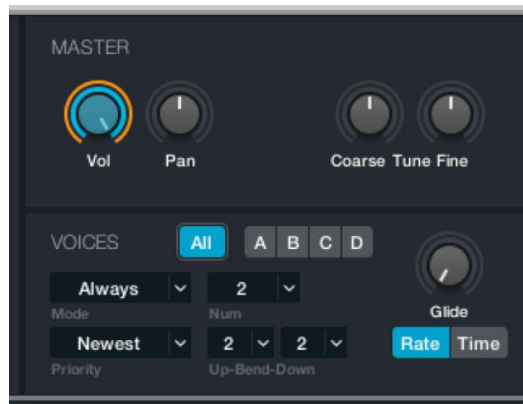 MASTER
Vol Pan Coarse Tune Fine
VOICES All A B C D
Always 2
Mode Num Glide
Newest 2 2 Rate Time
Priority Up-Bend-Down